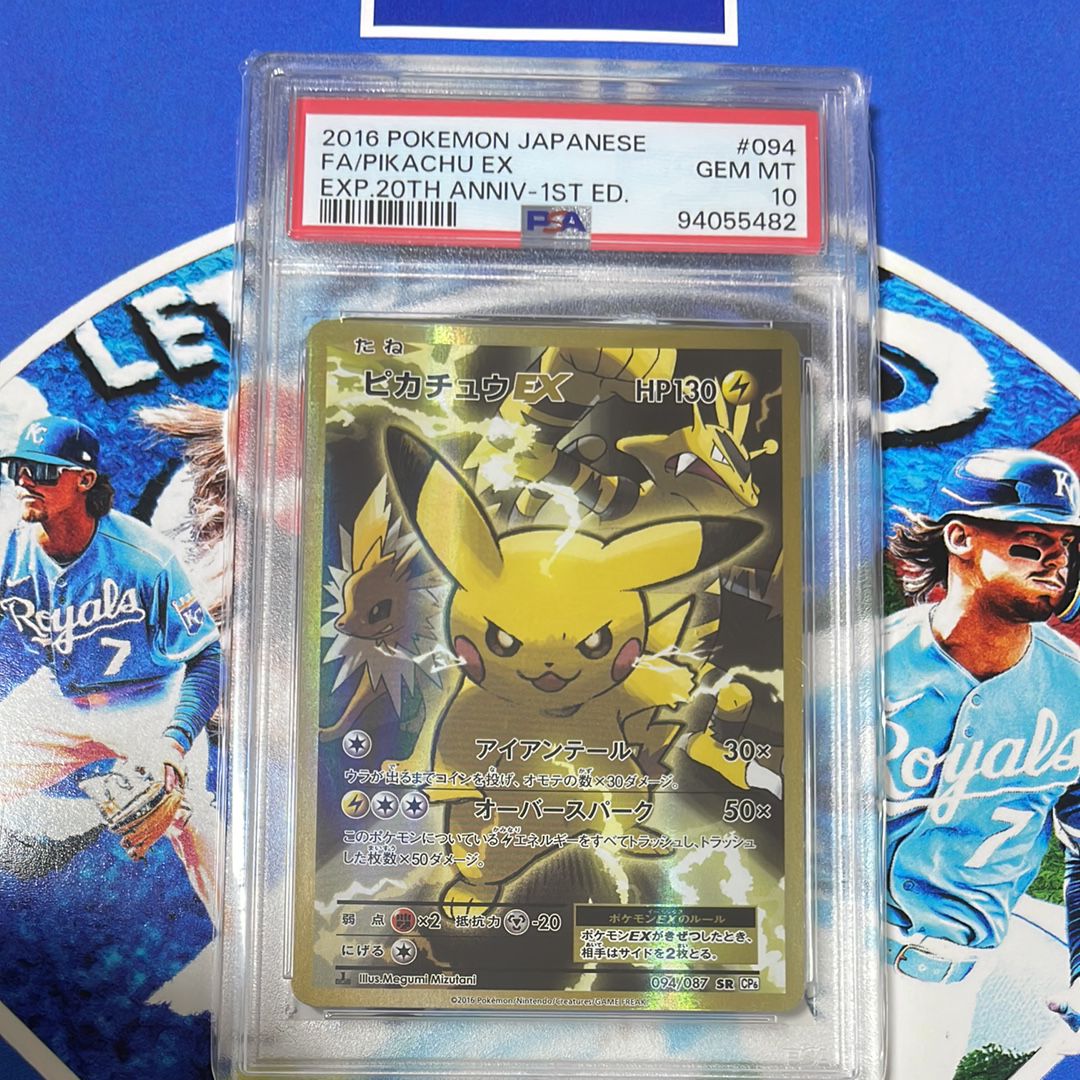 2016 POKEMON JAPANESE #094
FA/PIKACHU EX GEM MT
EXP.20TH ANNIV-1ST ED. 10
PSA 94055482
LE
KC
Royals
7
KC
K
Royals
7
たね
ピカチュウEX HP130
アイアンテール 30×
ウラが出るまでコインを投げ、オモテの数×30ダメージ。
オーバースパーク 50×
このポケモンについているエネルギーをすべてトラッシュし、トラッシュ
した枚数×50ダメージ。
弱点 ×2 抵抗力 -20
にげる
ポケモンEXのルール
ポケモンEXがきぜつしたとき、
相手はサイドを2枚とる。
Illus. Megumi Mizutani 094/087 SR CP6
©2016 Pokémon/Nintendo/Creatures/GAME FREAK